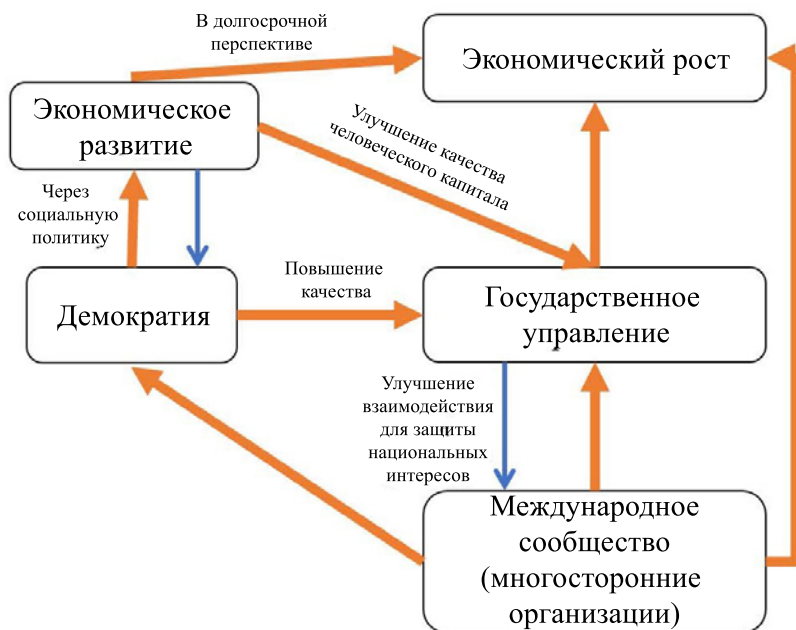 В долгосрочной
перспективе
Экономический рост
Экономическое
развитие
Улучшение качества
человеческого
капитала
Через
социальную
политику
Демократия
Повышение
качества
Государственное
управление
Улучшение
взаимодействия
для защиты
национальных
интересов
Международное
сообщество
(многосторонние
организации)